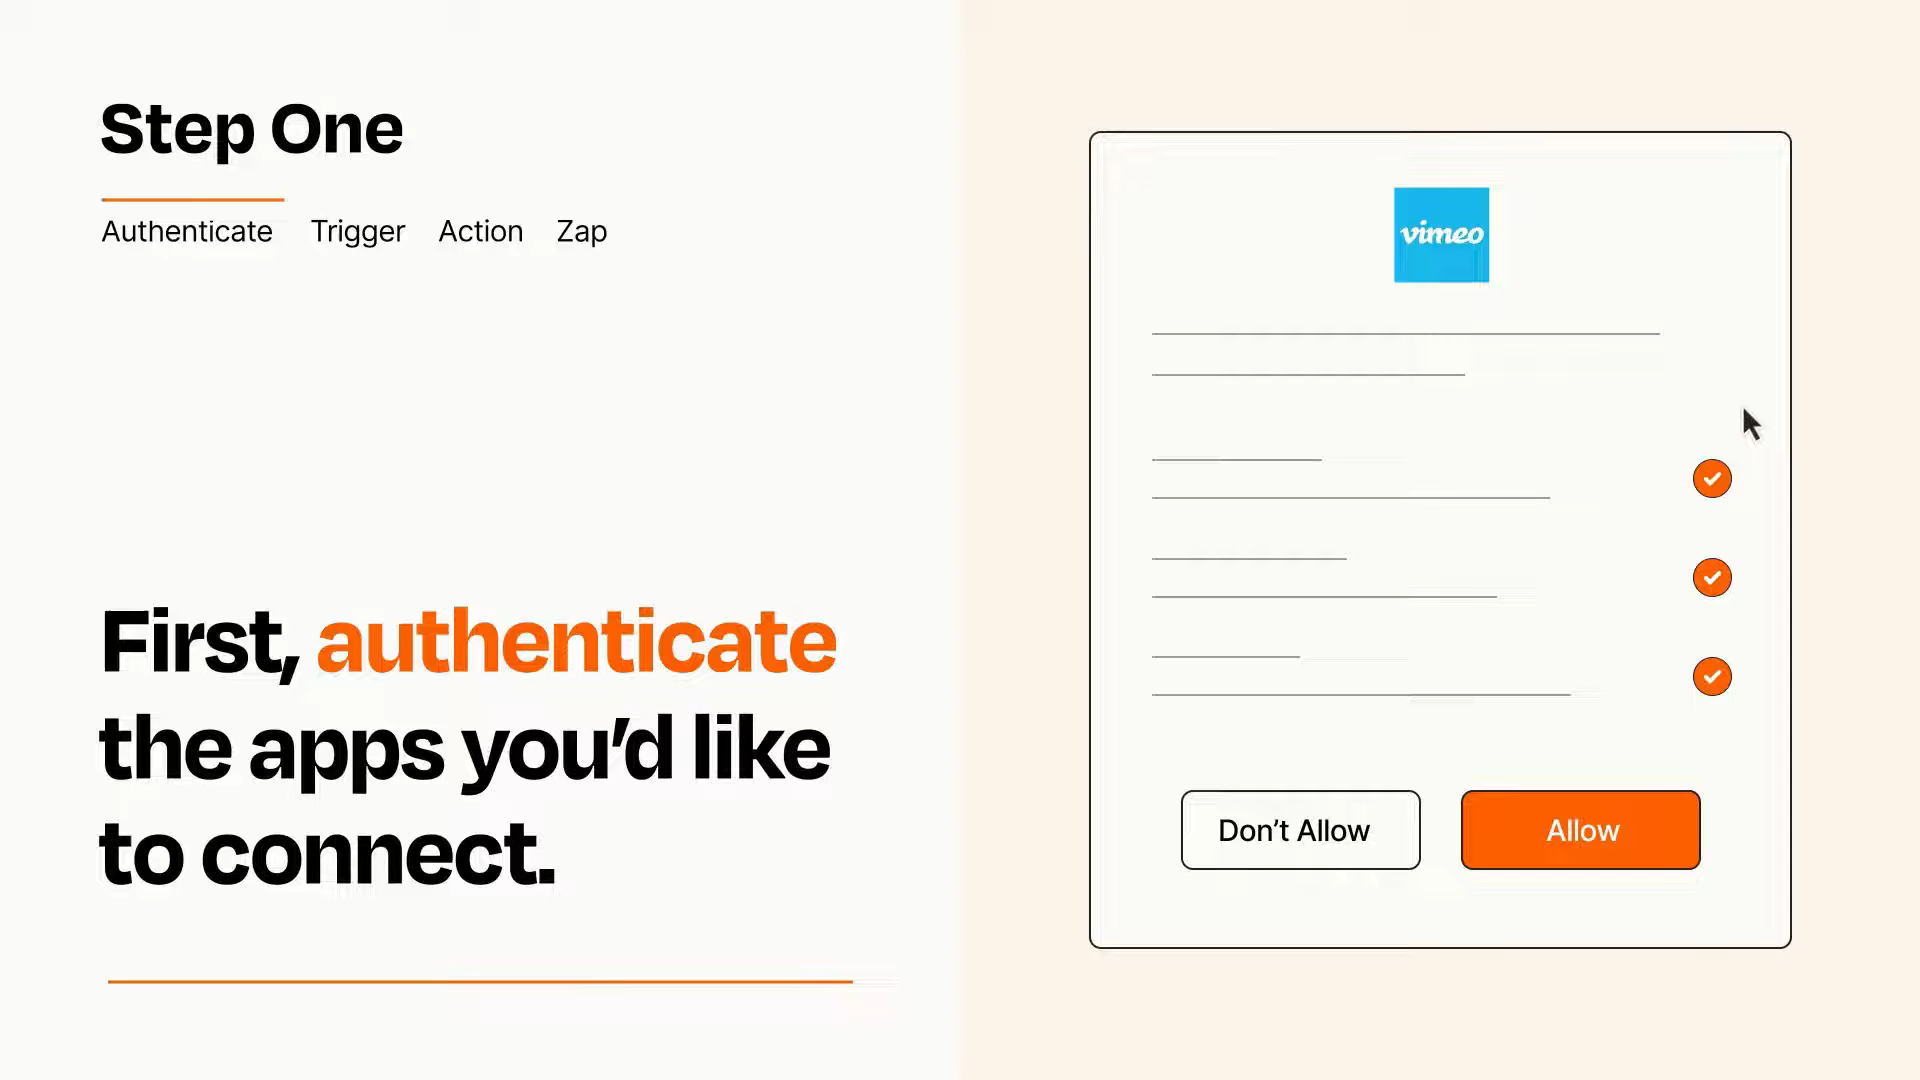 Step One
Authenticate Trigger Action Zap
First, authenticate
the apps you’d like
to connect.
vimeo
Don’t Allow
Allow